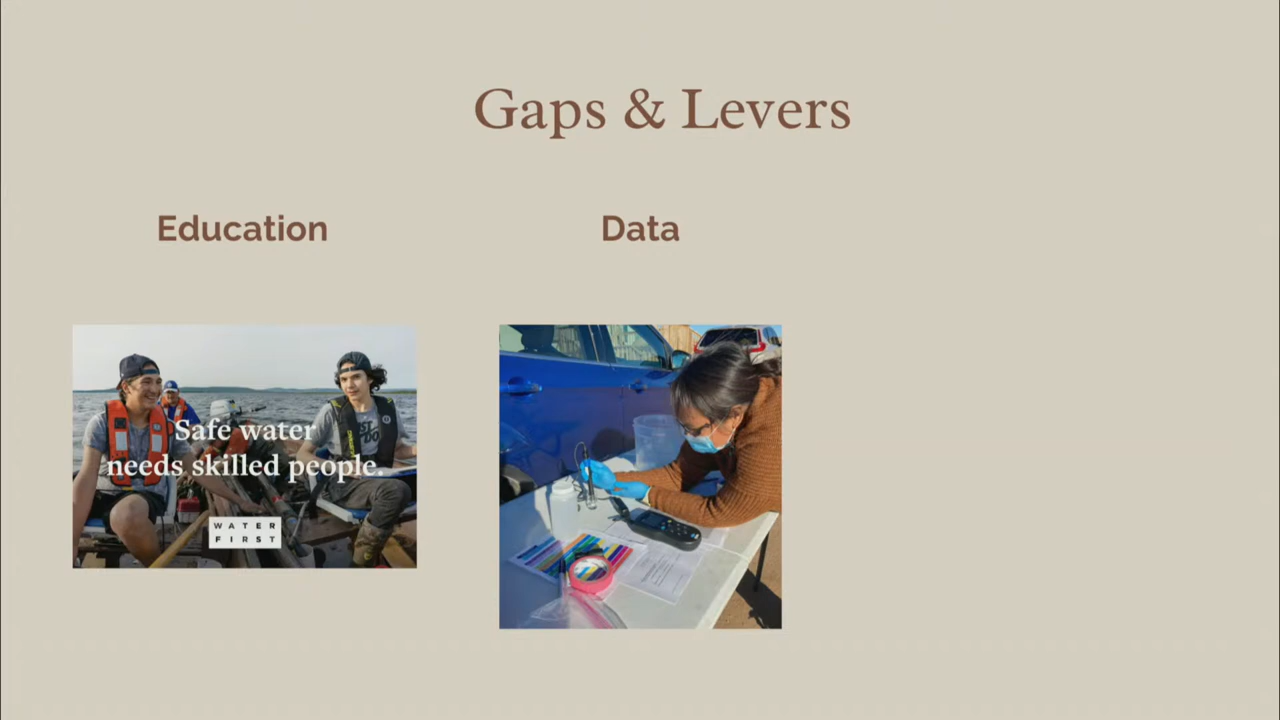 Gaps & Levers
Education
Data
Safe water
needs skilled people.
WATER
FIRST